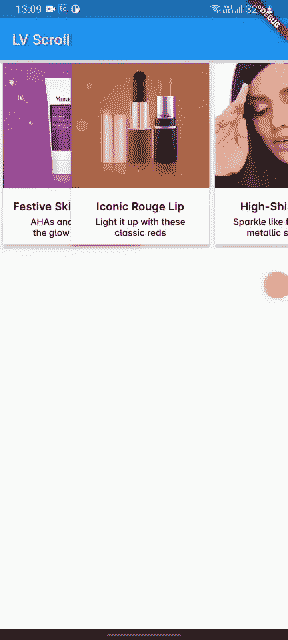 13:09
DEBUG
LV Scroll
Festive Ski
AHAs and
the glow
Iconic Rouge Lip
Light it up with these
classic reds
High-Shi
Sparkle like f
metallic s